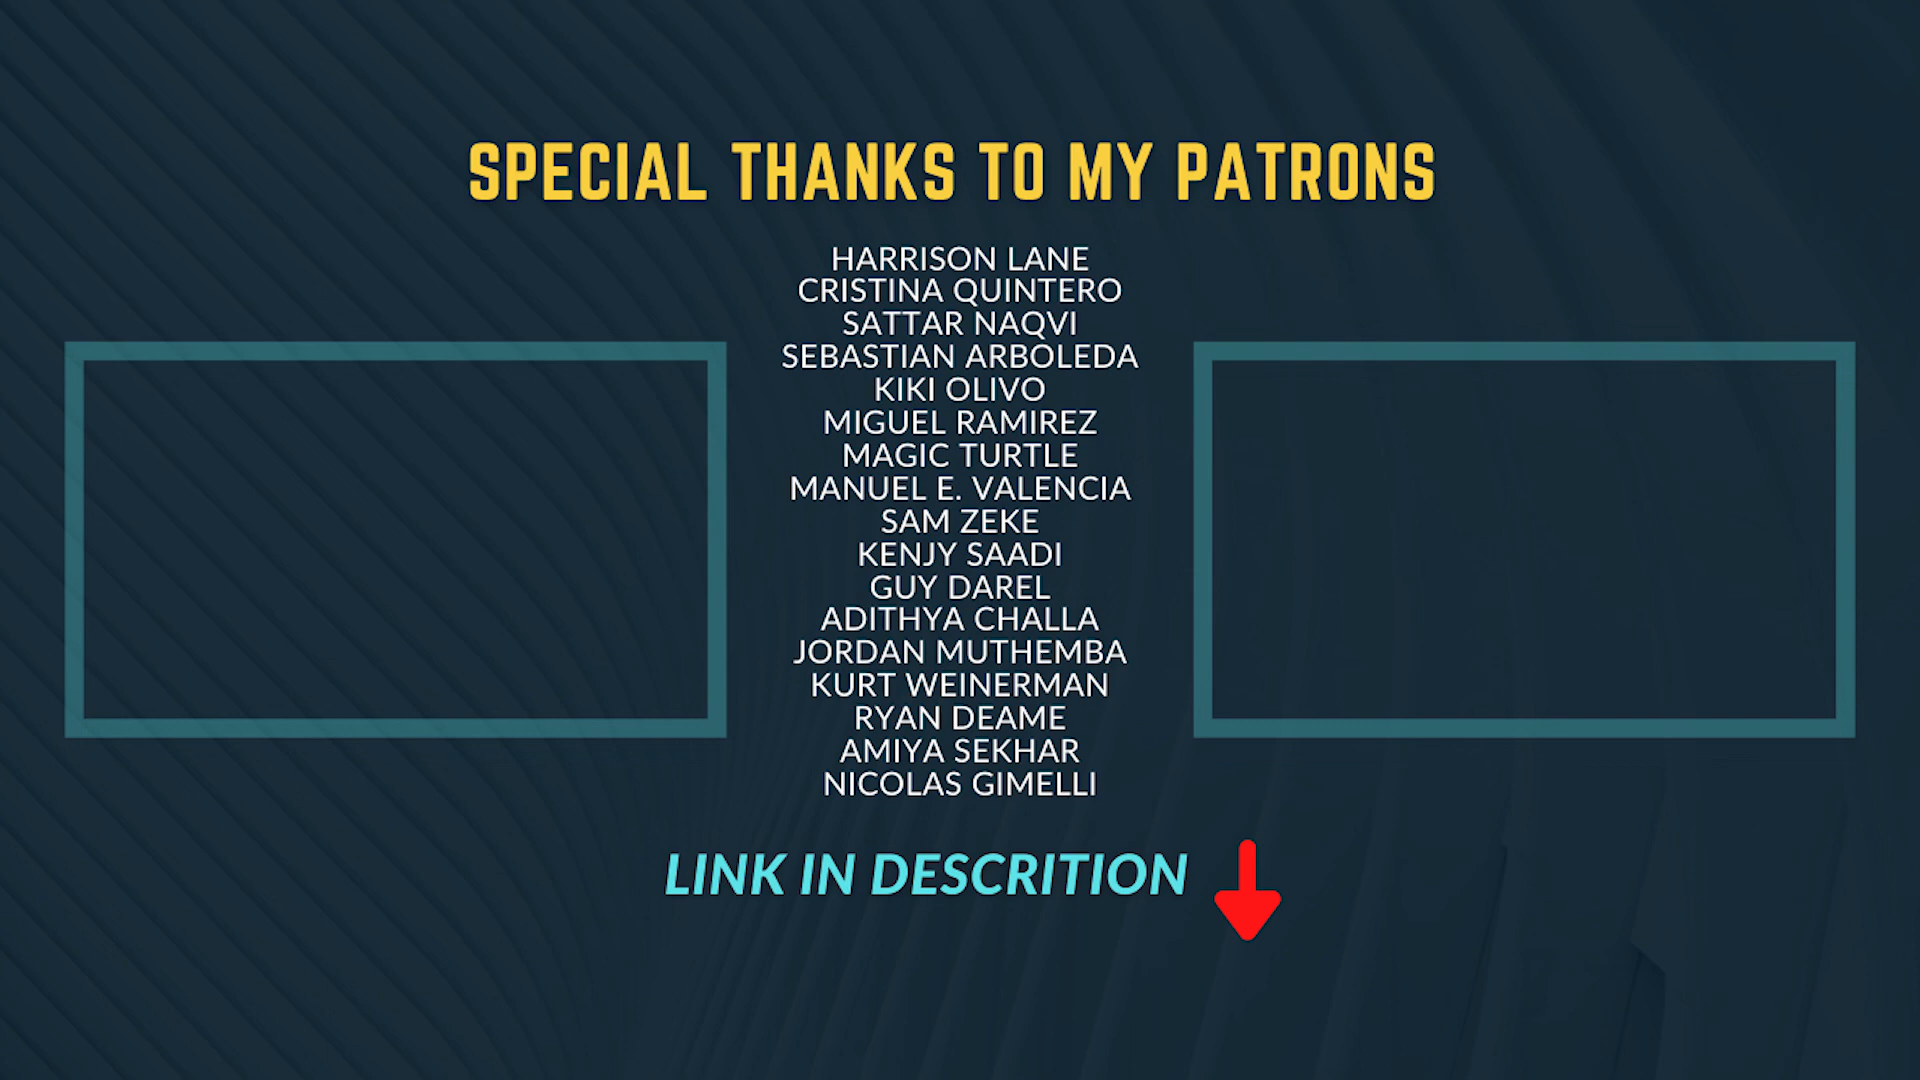 SPECIAL THANKS TO MY PATRONS
HARRISON LANE
CRISTINA QUINTERO
SATTAR NAQVI
SEBASTIAN ARBOLEDA
KIKI OLIVO
MIGUEL RAMIREZ
MAGIC TURTLE
MANUEL E. VALENCIA
SAM ZEKE
KENJY SAADI
GUY DAREL
ADITHYA CHALLA
JORDAN MUTHEMBA
KURT WEINERMAN
RYAN DEAME
AMIYA SEKHAR
NICOLAS GIMELLI
LINK IN DESCRITION